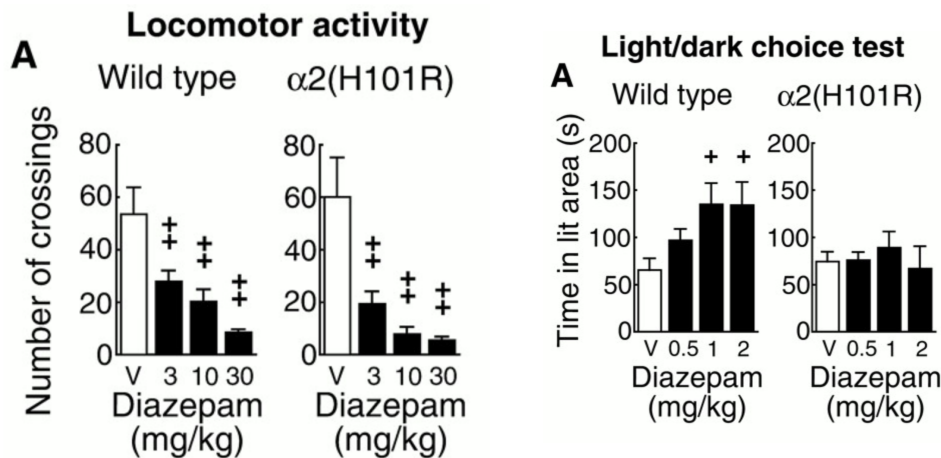 Locomotor activity
A
Wild type
α2(H101R)
Number of crossings
80
60
40
20
0
80
60
40
20
0
++
++
++
++
++
++
V 3 10 30
V 3 10 30
Diazepam
(mg/kg)
Diazepam
(mg/kg)
Light/dark choice test
A
Wild type
α2(H101R)
Time in lit area (s)
200
150
100
50
0
200
150
100
50
0
+ +
V 0.5 1 2
V 0.5 1 2
Diazepam
(mg/kg)
Diazepam
(mg/kg)